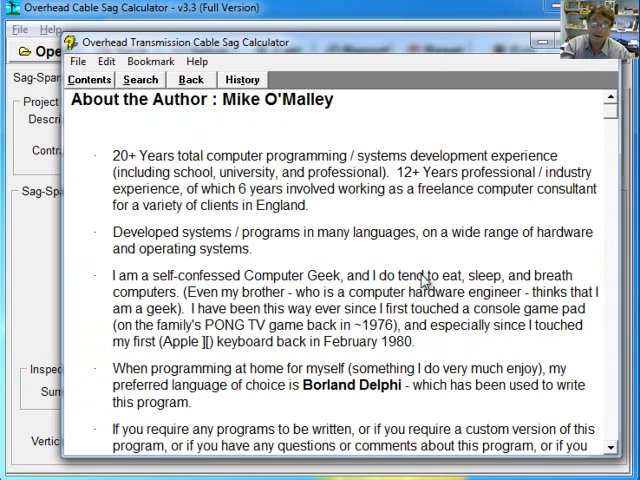 Overhead Cable Sag Calculator - v3.3 (Full Version)
File Help
Ope
Sag-Span
Project
Descri
Contra
Sag-Spa
Inspec
Surr
Vertic
Overhead Transmission Cable Sag Calculator
File Edit Bookmark Help
Contents Search Back History
About the Author : Mike O'Malley
· 20+ Years total computer programming / systems development experience
(including school, university, and professional). 12+ Years professional / industry
experience, of which 6 years involved working as a freelance computer consultant
for a variety of clients in England.
· Developed systems / programs in many languages, on a wide range of hardware
and operating systems.
· I am a self-confessed Computer Geek, and I do tend to eat, sleep, and breath
computers. (Even my brother - who is a computer hardware engineer - thinks that I
am a geek). I have been this way ever since I first touched a console game pad
(on the family's PONG TV game back in ~1976), and especially since I touched
my first (Apple ][) keyboard back in February 1980.
· When programming at home for myself (something I do very much enjoy), my
preferred language of choice is Borland Delphi - which has been used to write
this program.
· If you require any programs to be written, or if you require a custom version of this
program, or if you have any questions or comments about this program, or if you